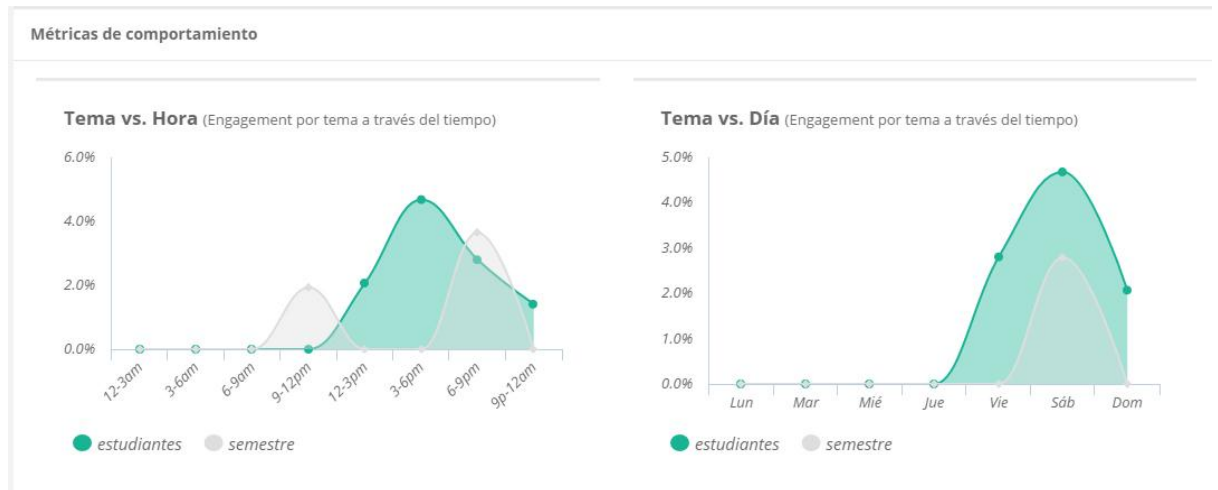 Métricas de comportamiento
Tema vs. Hora (Engagement por tema a través del tiempo)
6.0%
4.0%
2.0%
0.0%
12-3am 3-6am 6-9am 9-12pm 12-3pm 3-6pm 6-9pm 9p-12am
estudiantes semestre
Tema vs. Día (Engagement por tema a través del tiempo)
5.0%
4.0%
3.0%
2.0%
1.0%
0.0%
Lun Mar Mié Jue Vie Sáb Dom
estudiantes semestre